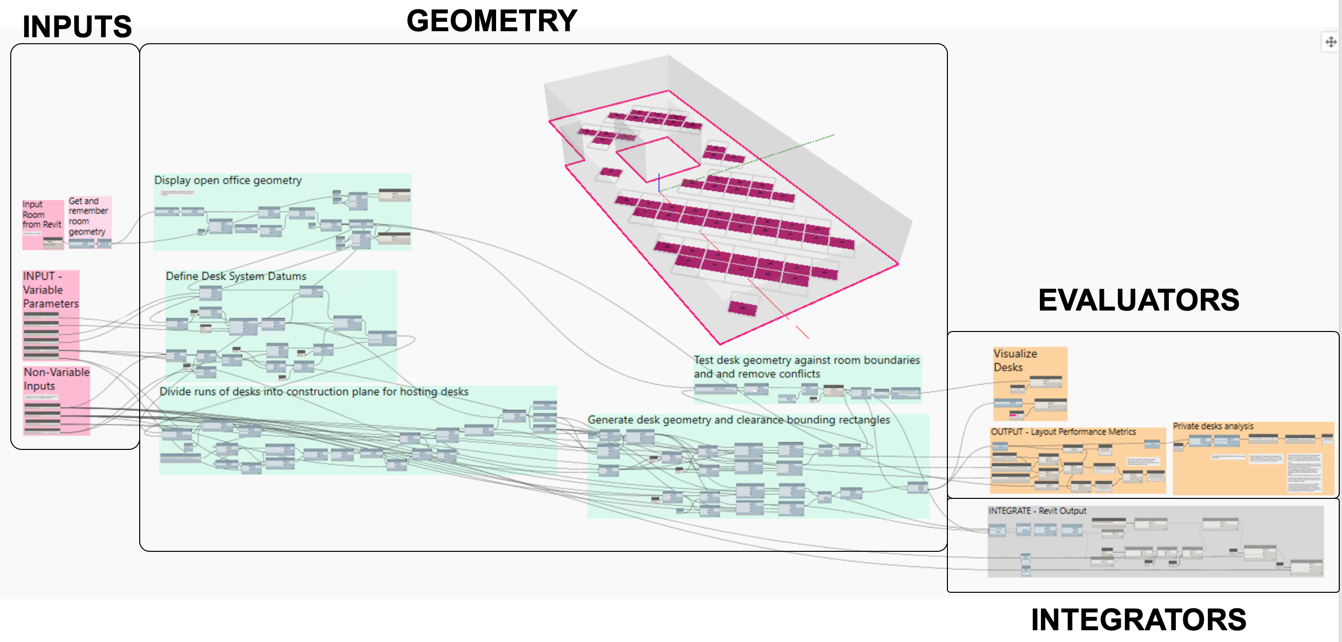 INPUTS
GEOMETRY
Display open office geometry
Input
Room
from Revit
Get and
remember
room
geometry
INPUT -
Variable
Parameters
Define Desk System Datums
Non-Variable
Inputs
Divide runs of desks into construction plane for hosting desks
Test desk geometry against room boundaries
and and remove conflicts
Generate desk geometry and clearance bounding rectangles
EVALUATORS
Visualize
Desks
OUTPUT - Layout Performance Metrics
Private desks analysis
INTEGRATE - Revit Output
INTEGRATORS